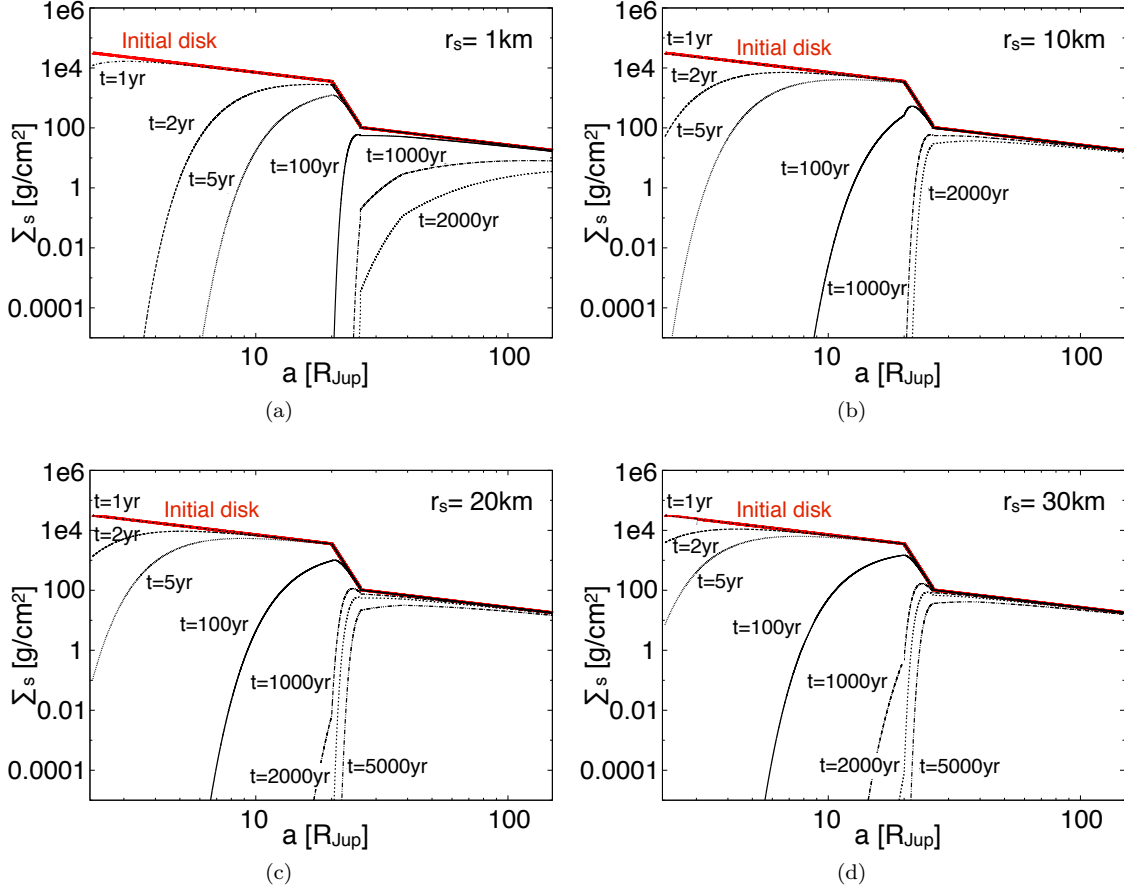 1e6
1e4
100
1
0.01
0.0001
Σs [g/cm²]
Initial disk
rs= 1km
t=1yr
t=2yr
t=5yr
t=100yr
t=1000yr
t=2000yr
10
100
a [RJup]
(a)
1e6
1e4
100
1
0.01
0.0001
Σs [g/cm²]
t=1yr
Initial disk
rs= 10km
t=2yr
t=5yr
t=100yr
t=2000yr
t=1000yr
10
100
a [RJup]
(b)
1e6
1e4
100
1
0.01
0.0001
Σs [g/cm²]
t=1yr
Initial disk
rs= 20km
t=2yr
t=5yr
t=100yr
t=1000yr
t=2000yr
t=5000yr
10
100
a [RJup]
(c)
1e6
1e4
100
1
0.01
0.0001
Σs [g/cm²]
t=1yr
Initial disk
rs= 30km
t=2yr
t=5yr
t=100yr
t=1000yr
t=2000yr
t=5000yr
10
100
a [RJup]
(d)